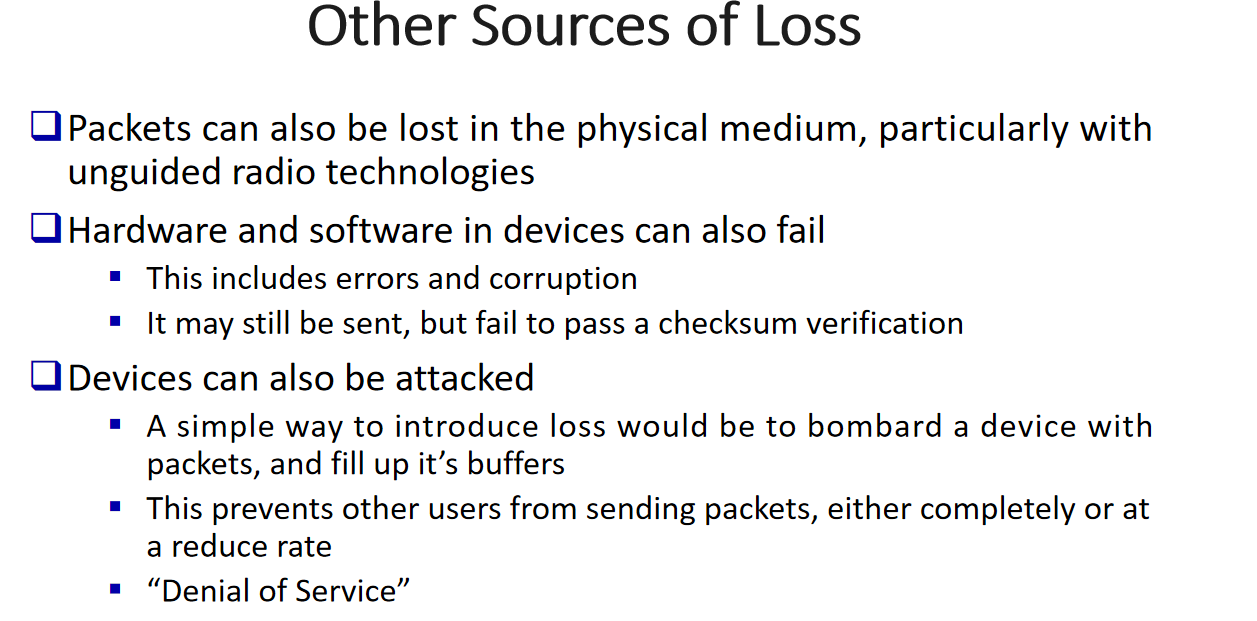 Other Sources of Loss
Packets can also be lost in the physical medium, particularly with
unguided radio technologies
Hardware and software in devices can also fail
This includes errors and corruption
It may still be sent, but fail to pass a checksum verification
Devices can also be attacked
A simple way to introduce loss would be to bombard a device with
packets, and fill up it’s buffers
This prevents other users from sending packets, either completely or at
a reduce rate
“Denial of Service”